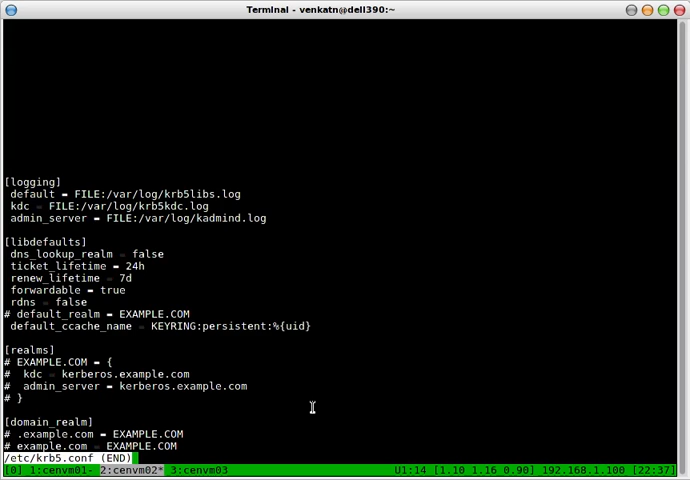 Terminal - venkatn@dell390:~
[logging]
 default = FILE:/var/log/krb5libs.log
 kdc = FILE:/var/log/krb5kdc.log
 admin_server = FILE:/var/log/kadmind.log
[libdefaults]
 dns_lookup_realm = false
 ticket_lifetime = 24h
 renew_lifetime = 7d
 forwardable = true
 rdns = false
# default_realm = EXAMPLE.COM
 default_ccache_name = KEYRING:persistent:%{uid}
[realms]
# EXAMPLE.COM = {
#  kdc = kerberos.example.com
#  admin_server = kerberos.example.com
# }
[domain_realm]
# .example.com = EXAMPLE.COM
# example.com = EXAMPLE.COM
/etc/krb5.conf (END)
[0] 1:cenvm01- 2:cenvm02* 3:cenvm03 U1:14 [1.10 1.16 0.90] 192.168.1.100 [22:37]